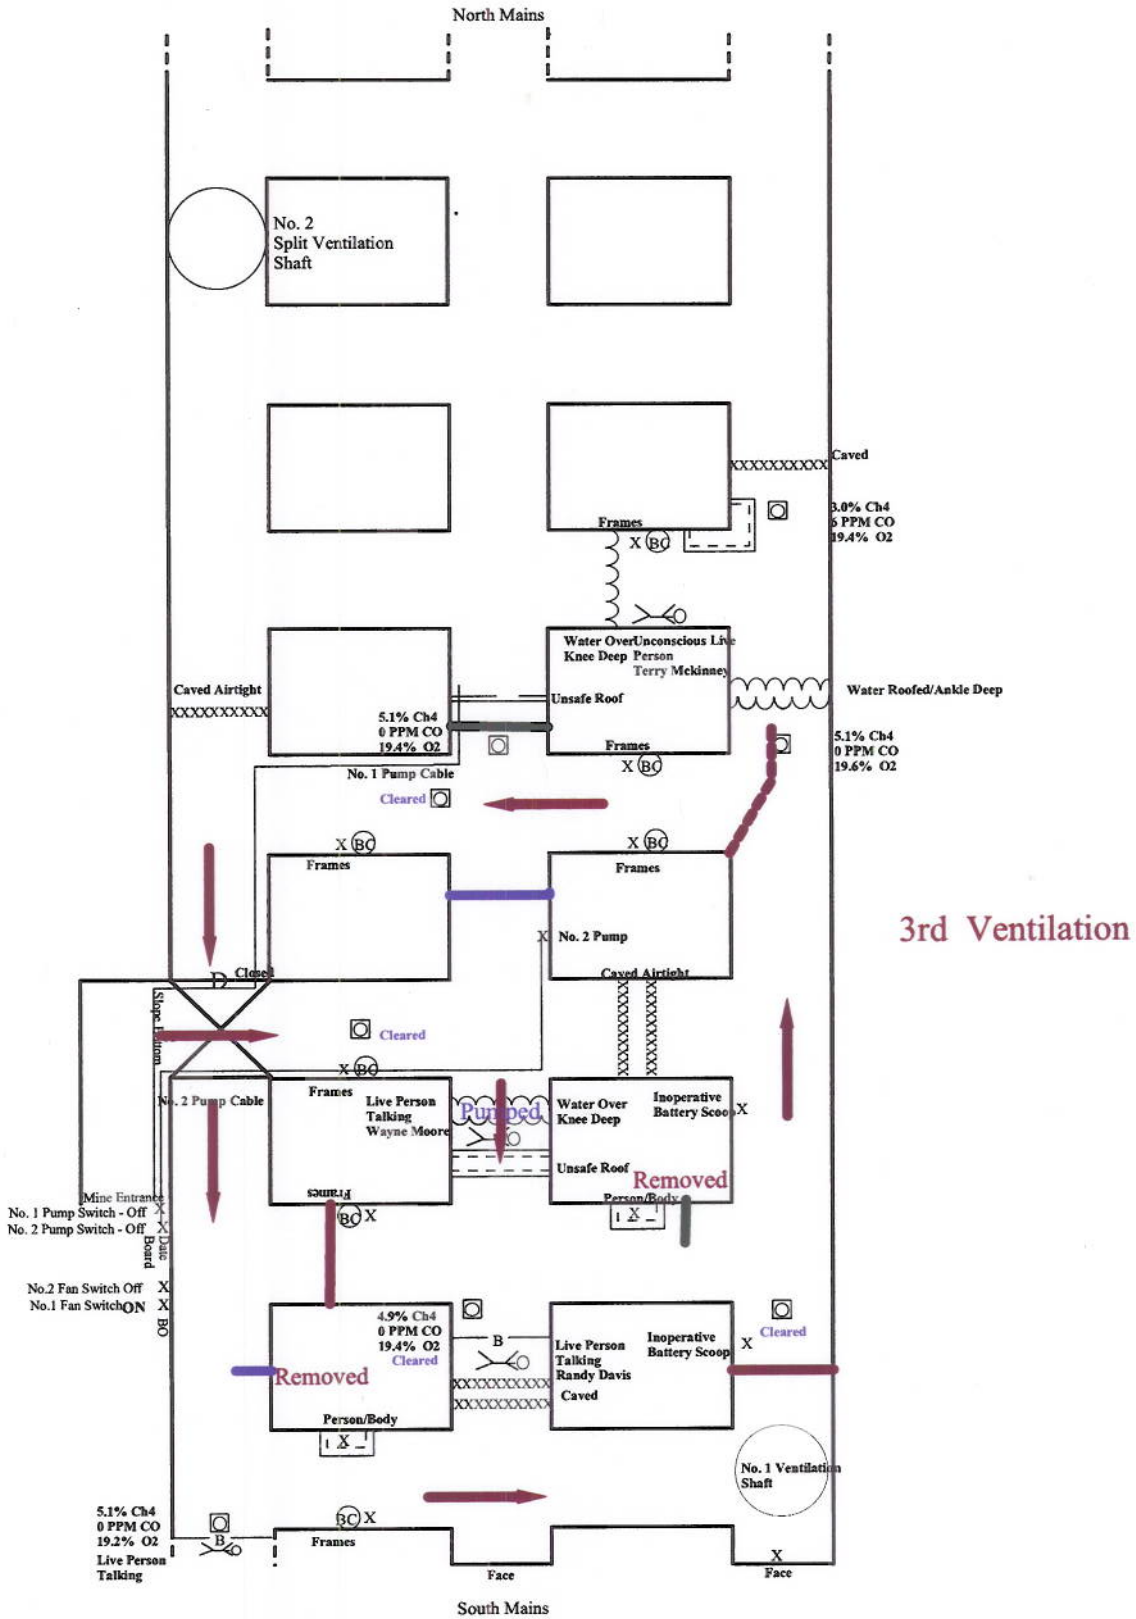 North Mains
No. 2
Split Ventilation
Shaft
Caved
3.0% Ch4
6 PPM CO
19.4% O2
Frames
X BC
Water Over
Knee Deep
Unconscious Live
Person
Terry Mckinney
Caved Airtight
XXXXXXXXXX
Unsafe Roof
Water Roofed/Ankle Deep
5.1% Ch4
0 PPM CO
19.4% O2
Frames
X BC
5.1% Ch4
0 PPM CO
19.6% O2
No. 1 Pump Cable
Cleared
X BC
Frames
X BC
Frames
3rd Ventilation
X No. 2 Pump
D Closed
Caved Airtight
Slope Bottom
Cleared
X BC
Frames
No. 2 Pump Cable
Live Person
Talking
Wayne Moore
Pumped
Water Over
Knee Deep
Inoperative
Battery Scoop
X
Unsafe Roof
Removed
Person/Body
X
Frames
BC X
Mine Entrance
No. 1 Pump Switch - Off X
No. 2 Pump Switch - Off X
Date
Board
No.2 Fan Switch Off X
No.1 Fan Switch ON X
BO
4.9% Ch4
0 PPM CO
19.4% O2
Cleared
B
Live Person
Talking
Randy Davis
Caved
Inoperative
Battery Scoop
X
Cleared
Removed
Person/Body
X
No. 1 Ventilation
Shaft
5.1% Ch4
0 PPM CO
19.2% O2
B
Live Person
Talking
BC X
Frames
Face
X
Face
South Mains